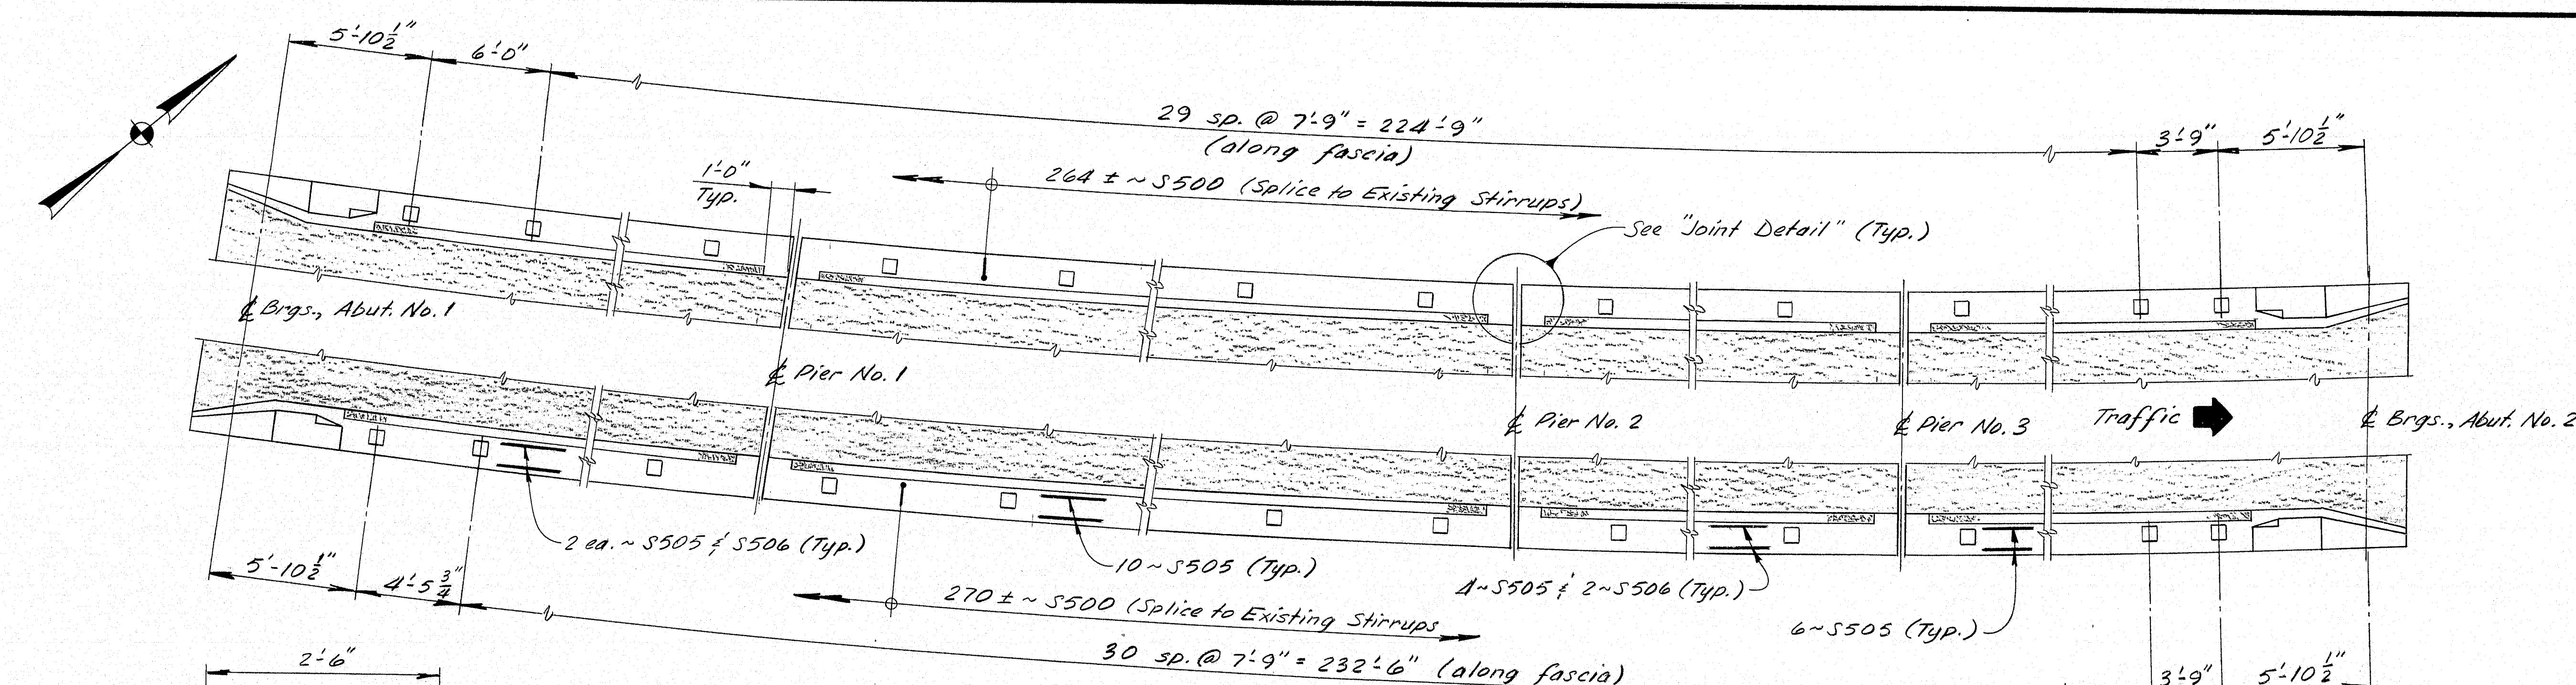 5'-10 1/2"
6'-0"
29 sp. @ 7'-9" = 224'-9"
(along fascia)
3'-9"
5'-10 1/2"
1'-0"
Typ.
264 ± ~ S500 (Splice to Existing Stirrups)
See "Joint Detail" (Typ.)
℄ Brgs., Abut. No. 1
℄ Pier No. 1
℄ Pier No. 2
℄ Pier No. 3
Traffic
℄ Brgs., Abut. No. 2
2 ea. ~ S505 & S506 (Typ.)
10 ~ S505 (Typ.)
4 ~ S505 & 2 ~ S506 (Typ.)
6 ~ S505 (Typ.)
5'-10 1/2"
4'-5 3/4"
270 ± ~ S500 (Splice to Existing Stirrups
30 sp. @ 7'-9" = 232'-6" (along fascia)
2'-6"
3'-9"
5'-10 1/2"